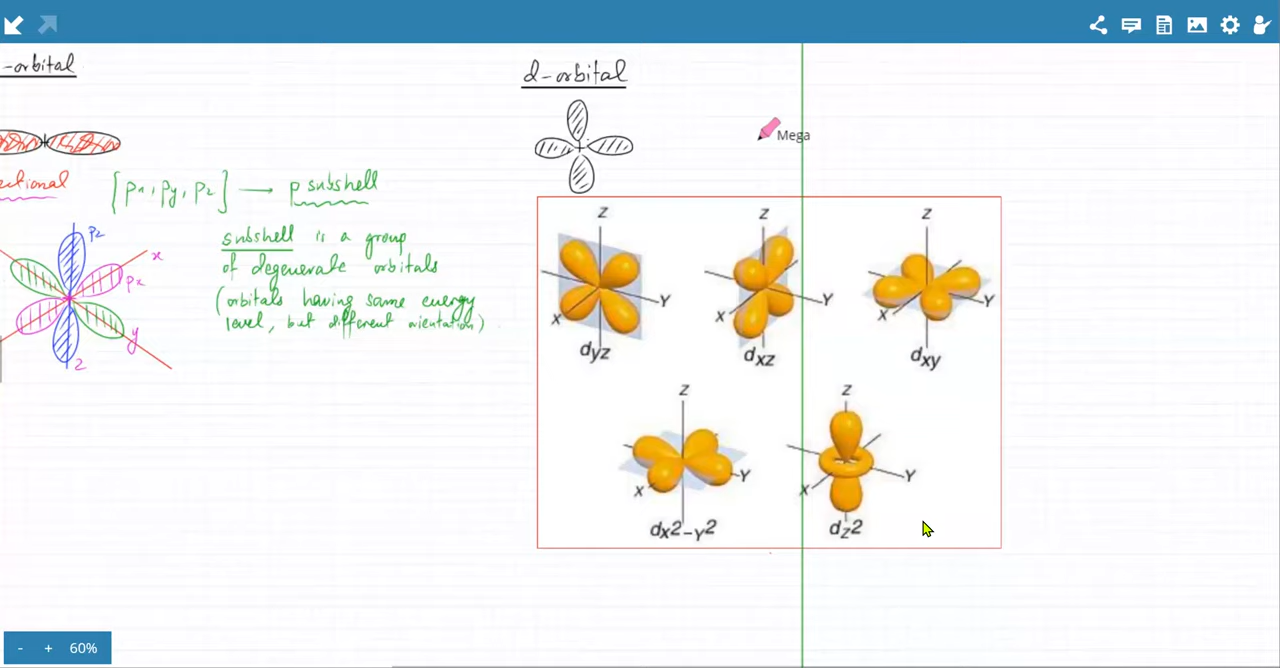 -orbital
ectional
[px, py, pz] → p subshell
subshell is a group
of degenerate orbitals
(orbitals having same energy
level, but different orientation)
pz
x
px
y
z
d-orbital
Mega
Z
Y
X
dyz
Z
Y
X
dxz
Z
Y
X
dxy
Z
Y
X
dx2-Y2
Z
Y
X
dz2
- + 60%